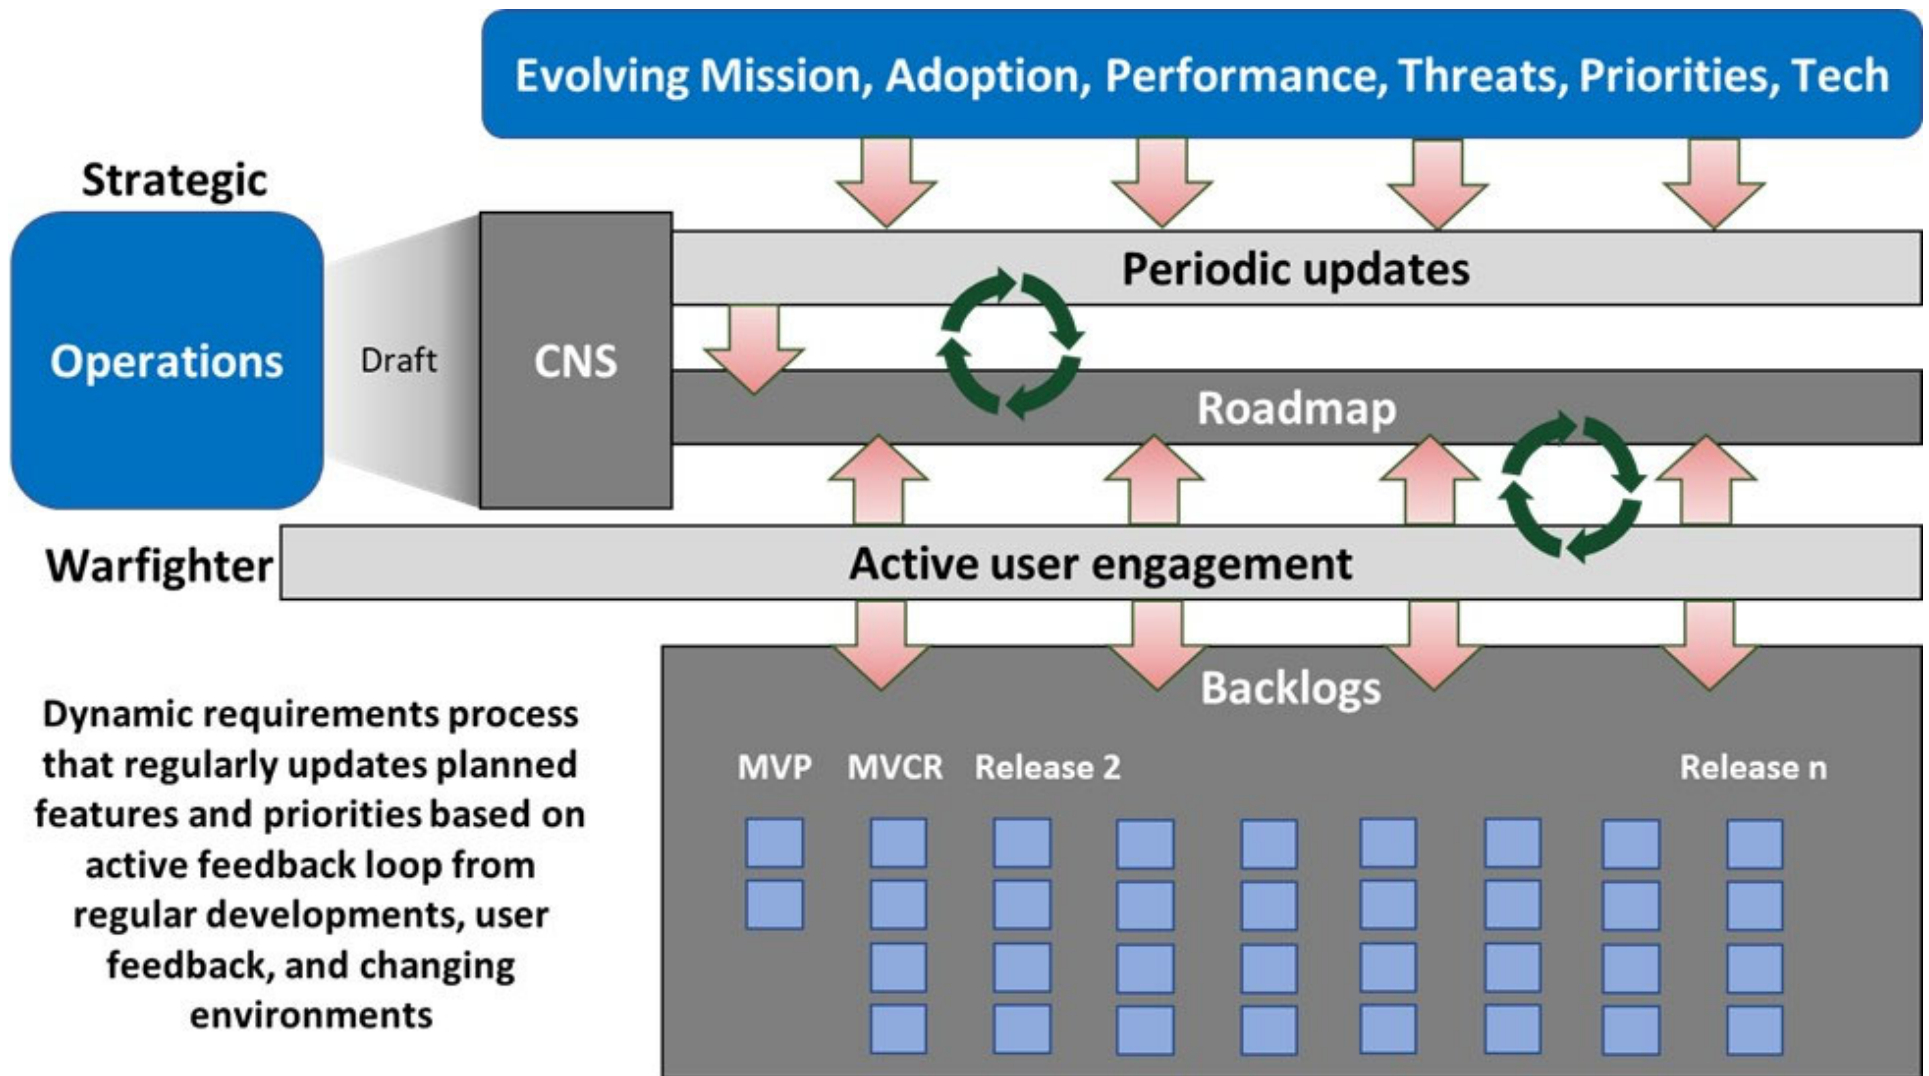 Evolving Mission, Adoption, Performance, Threats, Priorities, Tech
Strategic
Operations
Draft
CNS
Periodic updates
Roadmap
Warfighter
Active user engagement
Backlogs
MVP
MVCR
Release 2
Release n
Dynamic requirements process
that regularly updates planned
features and priorities based on
active feedback loop from
regular developments, user
feedback, and changing
environments